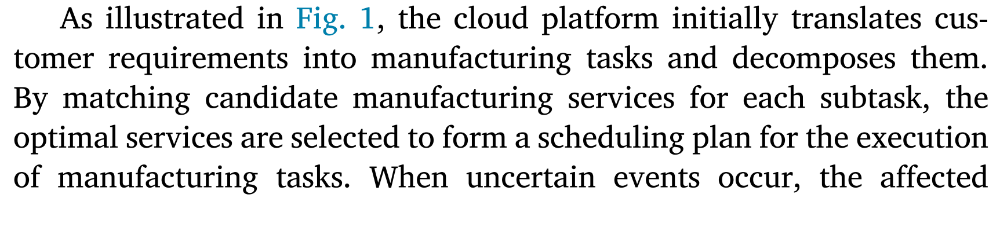 As illustrated in Fig. 1, the cloud platform initially translates cus-
tomer requirements into manufacturing tasks and decomposes them.
By matching candidate manufacturing services for each subtask, the
optimal services are selected to form a scheduling plan for the execution
of manufacturing tasks. When uncertain events occur, the affected